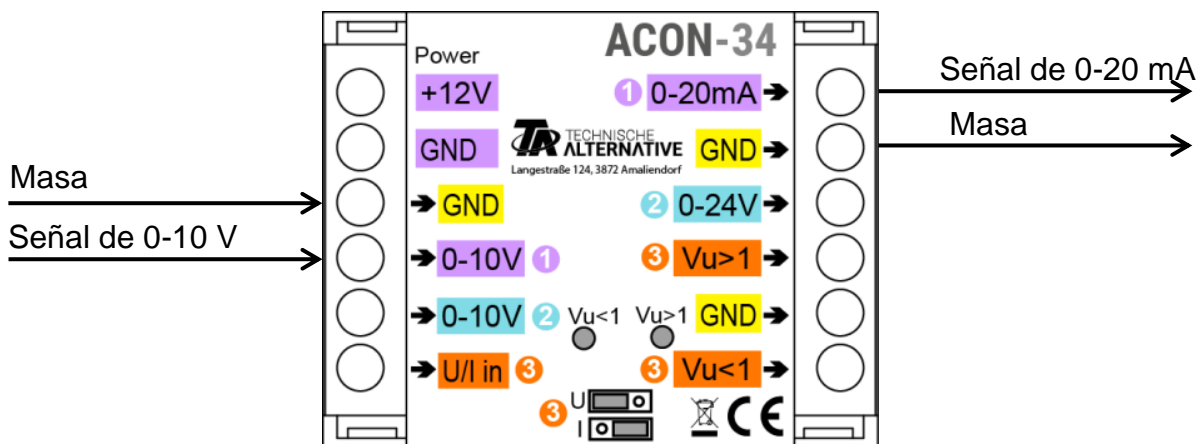 ACON-34
Power
+12V
1 0-20mA
Señal de 0-20 mA
GND
TA TECHNISCHE
ALTERNATIVE
Langestraße 124, 3872 Amaliendorf
GND
Masa
Masa
GND
2 0-24V
Señal de 0-10 V
0-10V 1
3 Vu>1
0-10V 2
Vu<1
Vu>1
GND
U/I in 3
3 Vu<1
3
U
I
CE